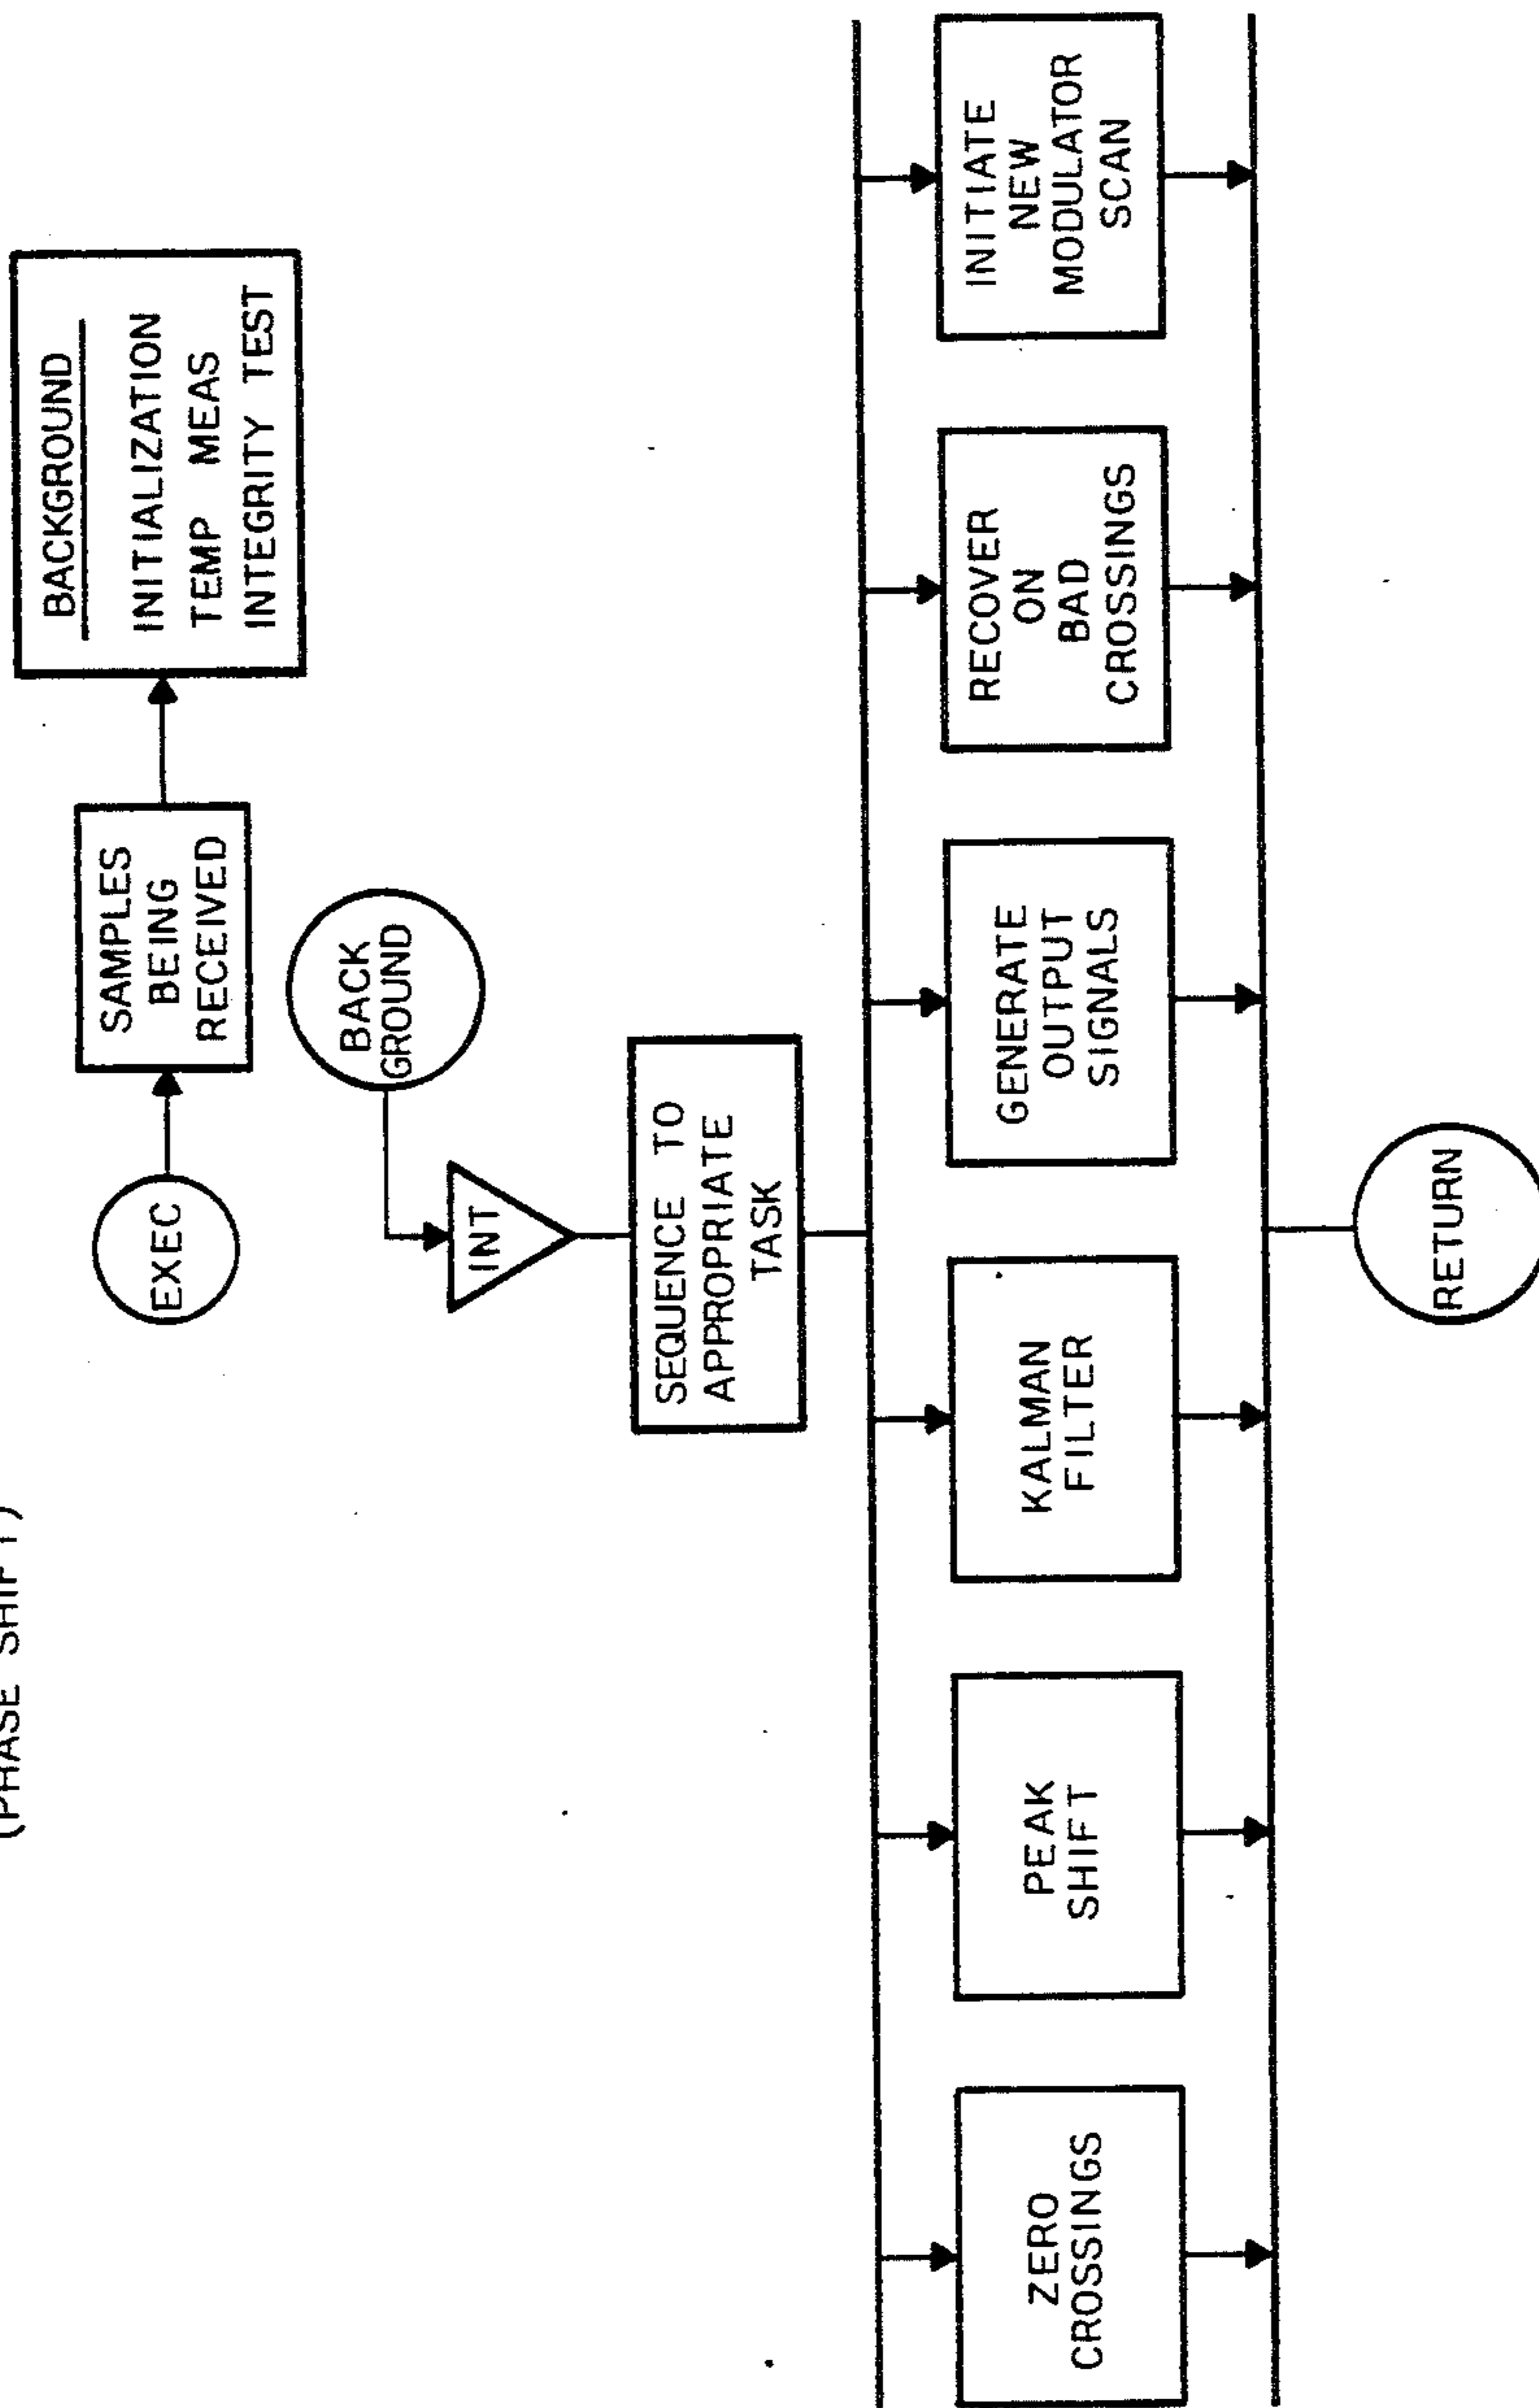 (PHASE SHIFT)
EXEC
SAMPLES
BEING
RECEIVED
BACKGROUND
INITIALIZATION
TEMP MEAS
INTEGRITY TEST
BACK
GROUND
INT
SEQUENCE TO
APPROPRIATE
TASK
ZERO
CROSSINGS
PEAK
SHIFT
KALMAN
FILTER
GENERATE
OUTPUT
SIGNALS
RECOVER
ON
BAD
CROSSINGS
INITIATE
NEW
MODULATOR
SCAN
RETURN